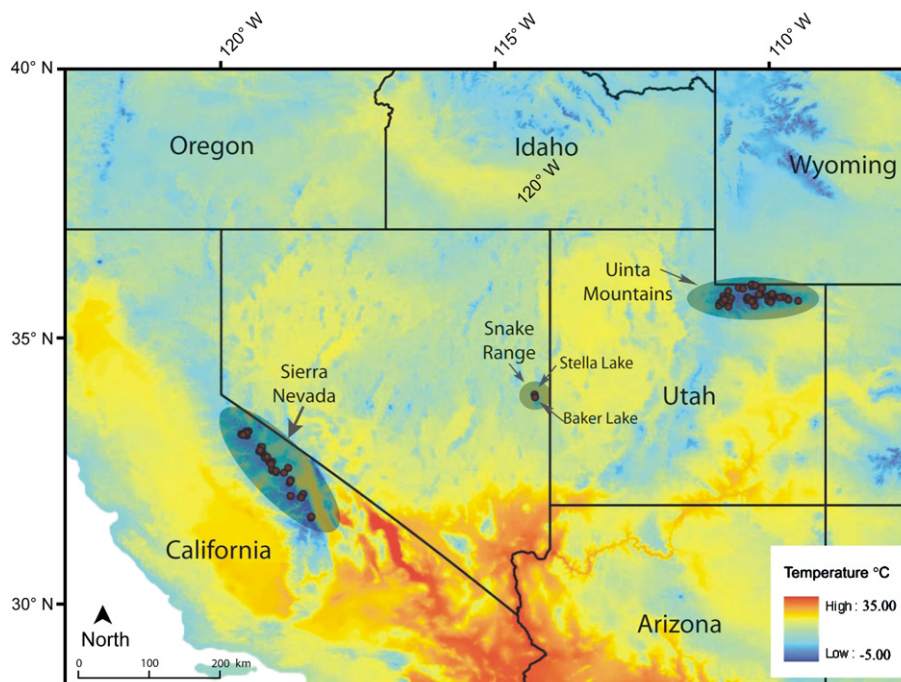 120° W
115° W
110° W
40° N
Oregon
Idaho
Wyoming
120° W
Uinta
Mountains
35° N
Snake
Range
Stella Lake
Sierra
Nevada
Utah
Baker Lake
California
Temperature °C
High : 35.00
30° N
North
Arizona
Low : -5.00
0 100 200 km